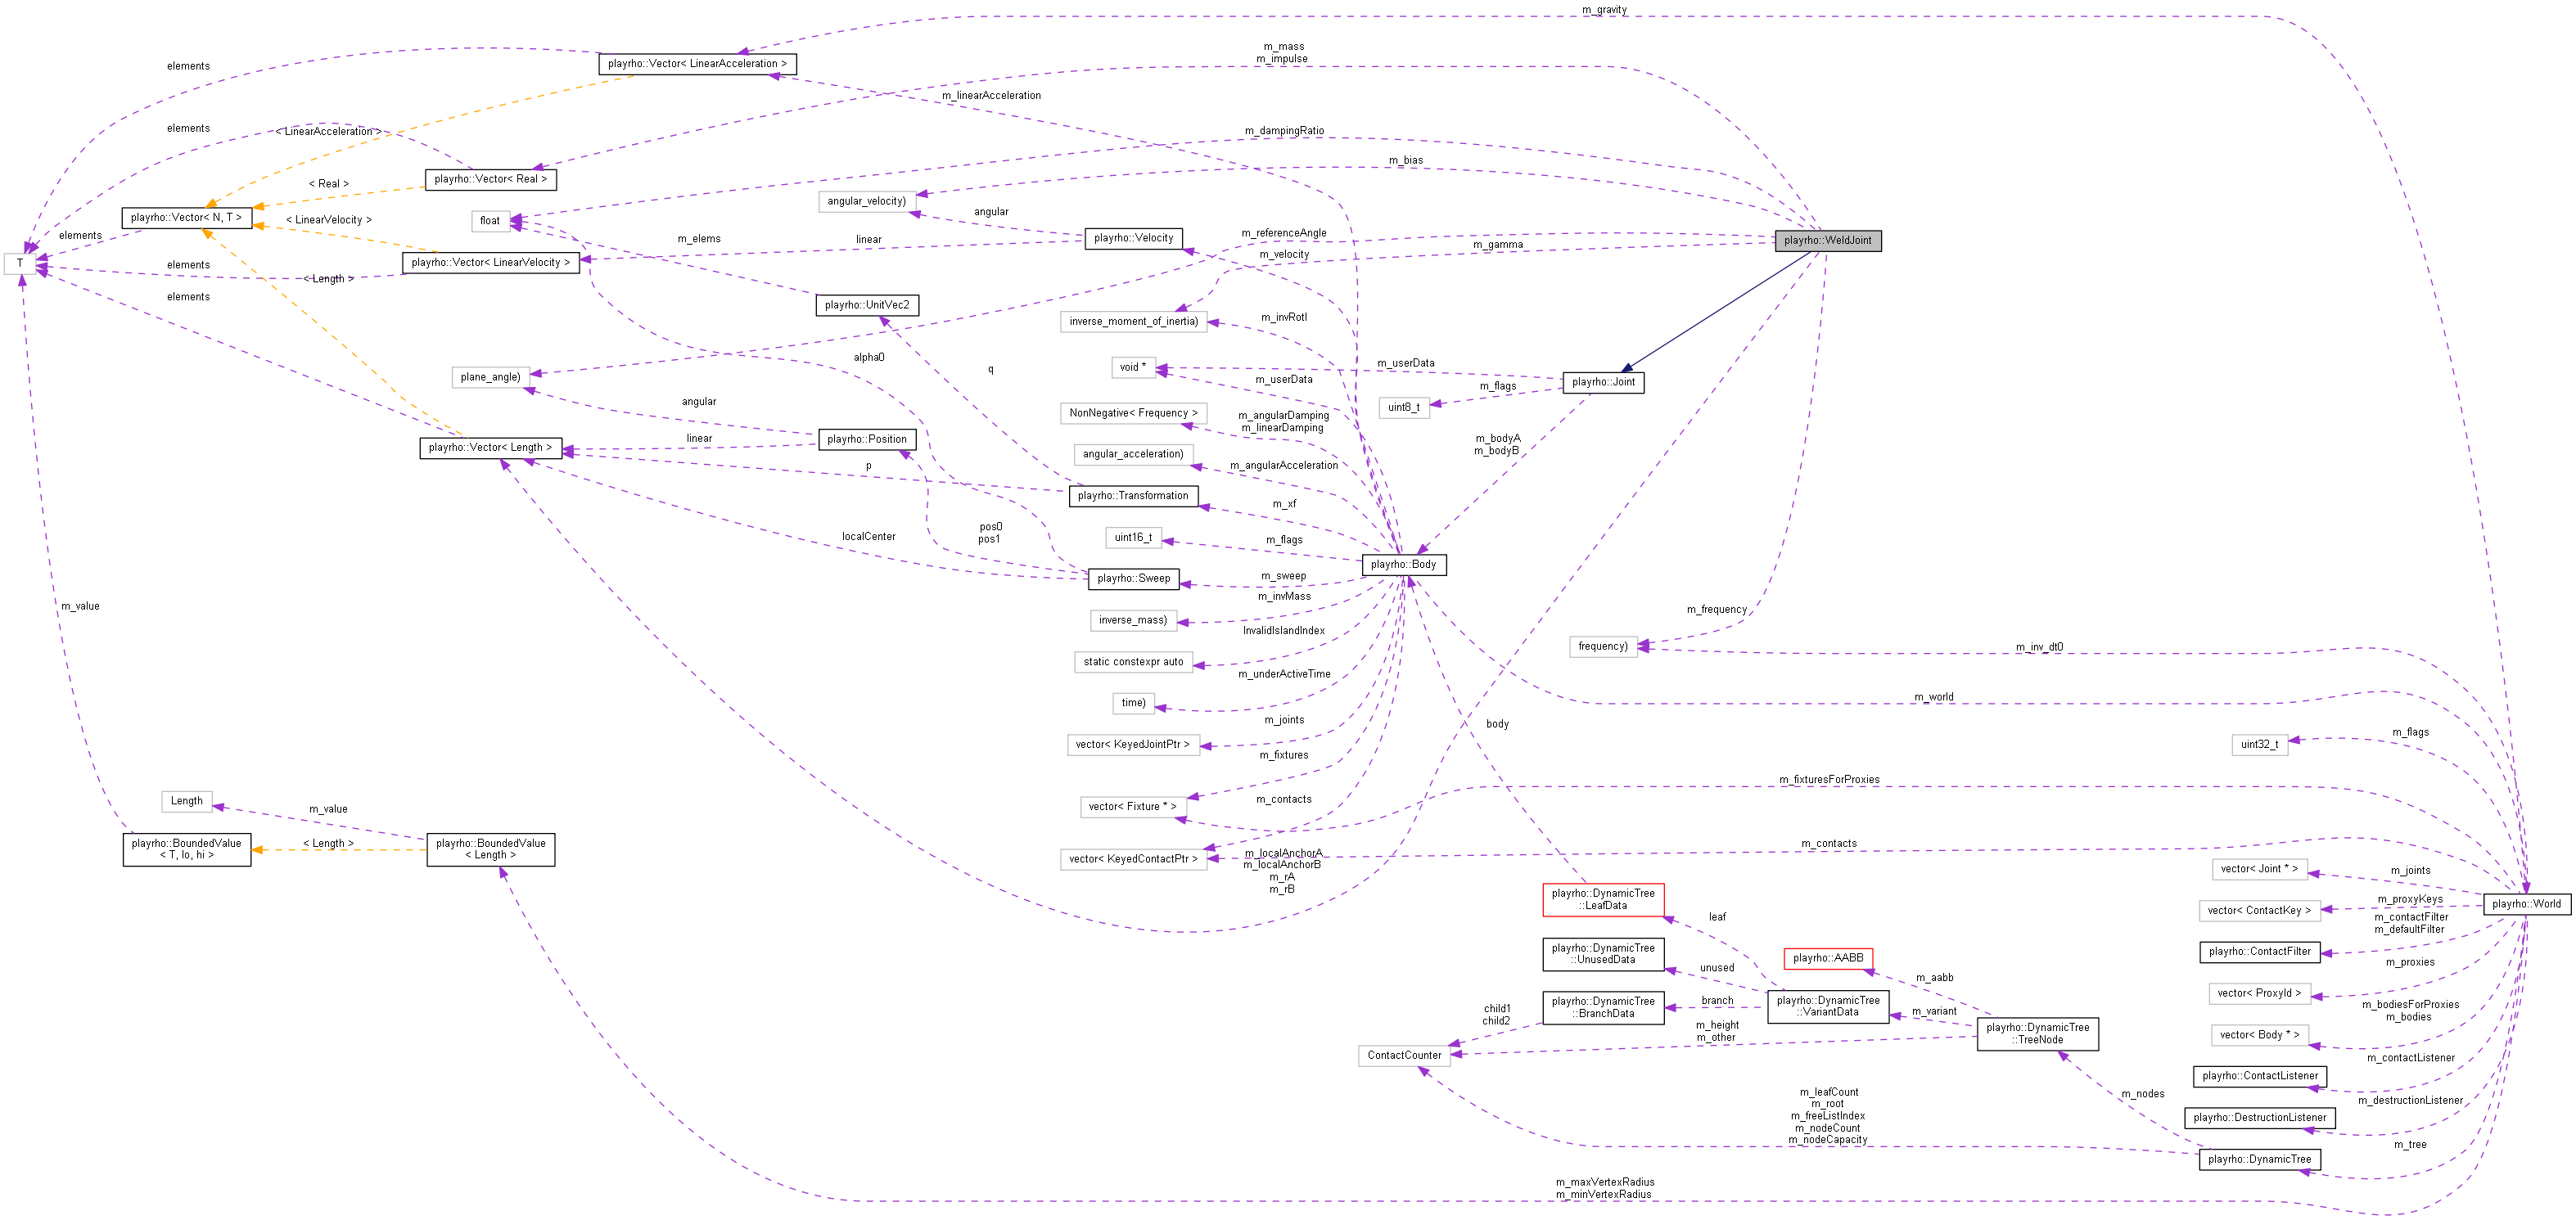 m_gravity
m_mass
m_impulse
elements
playrho::Vector< LinearAcceleration >
m_linearAcceleration
elements
< LinearAcceleration >
m_dampingRatio
m_bias
playrho::Vector< Real >
< Real >
angular_velocity)
playrho::Vector< N, T >
float
< LinearVelocity >
angular
elements
m_elems
linear
playrho::Velocity
m_referenceAngle
m_gamma
playrho::WeldJoint
T
elements
playrho::Vector< LinearVelocity >
m_velocity
< Length >
elements
playrho::UnitVec2
inverse_moment_of_inertia)
m_invRotI
alpha0
q
void *
m_userData
m_userData
plane_angle)
playrho::Joint
m_flags
uint8_t
angular
NonNegative< Frequency >
m_angularDamping
m_linearDamping
playrho::Vector< Length >
linear
playrho::Position
m_bodyA
m_bodyB
angular_acceleration)
m_angularAcceleration
p
playrho::Transformation
m_xf
localCenter
pos0
pos1
uint16_t
m_flags
playrho::Body
playrho::Sweep
m_sweep
m_invMass
m_value
inverse_mass)
InvalidIslandIndex
m_frequency
frequency)
m_inv_dt0
static constexpr auto
m_underActiveTime
time)
m_world
m_joints
body
vector< KeyedJointPtr >
m_fixtures
uint32_t
m_flags
m_fixturesForProxies
Length
m_value
vector< Fixture * >
m_contacts
playrho::BoundedValue
< T, lo, hi >
< Length >
playrho::BoundedValue
< Length >
vector< KeyedContactPtr >
m_localAnchorA
m_localAnchorB
m_rA
m_rB
m_contacts
vector< Joint * >
m_joints
playrho::DynamicTree
::LeafData
leaf
vector< ContactKey >
m_proxyKeys
playrho::World
m_contactFilter
m_defaultFilter
playrho::DynamicTree
::UnusedData
unused
playrho::AABB
m_aabb
playrho::ContactFilter
m_proxies
vector< ProxyId >
playrho::DynamicTree
::BranchData
branch
playrho::DynamicTree
::VariantData
m_variant
child1
child2
m_height
m_other
playrho::DynamicTree
::TreeNode
m_bodiesForProxies
m_bodies
vector< Body * >
ContactCounter
m_contactListener
playrho::ContactListener
m_nodes
m_destructionListener
playrho::DestructionListener
m_leafCount
m_root
m_freeListIndex
m_nodeCount
m_nodeCapacity
m_tree
playrho::DynamicTree
m_maxVertexRadius
m_minVertexRadius